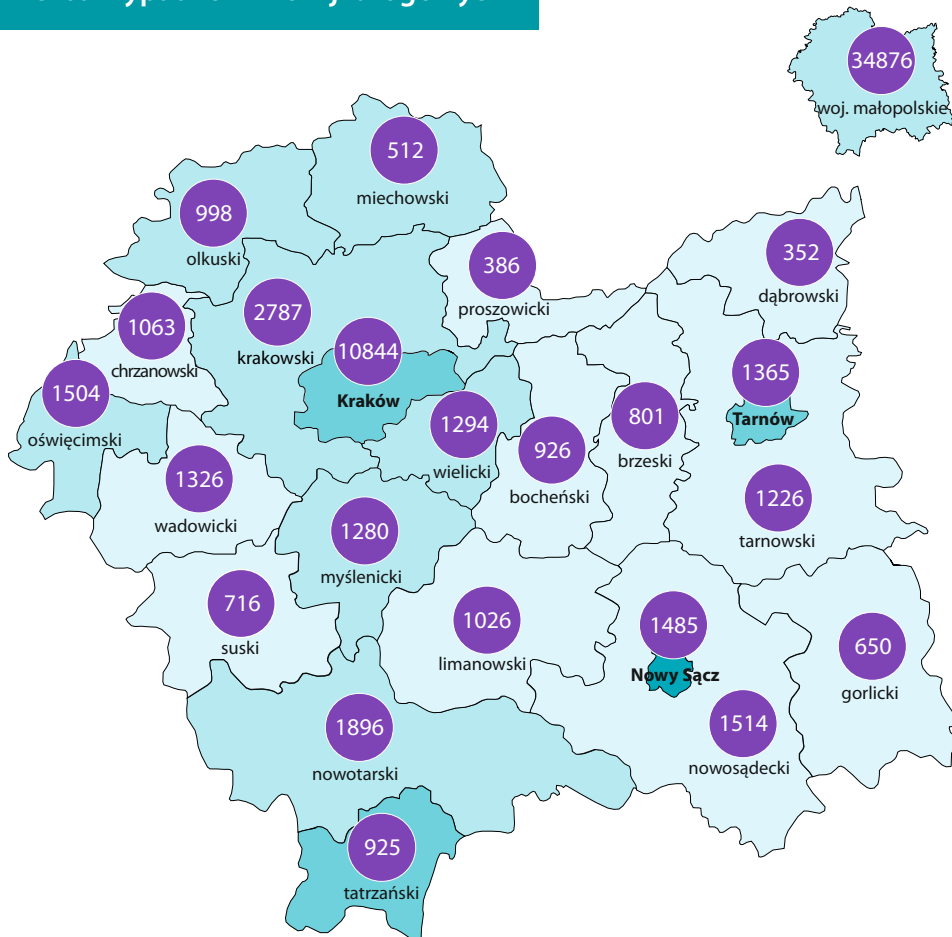 34876
woj. małopolskie
512
miechowski
998
olkuski
352
dąbrowski
386
proszowicki
2787
krakowski
1063
chrzanowski
10844
Kraków
1365
Tarnów
1504
oświęcimski
801
brzeski
1294
wielicki
926
bocheński
1326
wadowicki
1226
tarnowski
1280
myślenicki
716
suski
1026
limanowski
1485
Nowy Sącz
650
gorlicki
1896
nowotarski
1514
nowosądecki
925
tatrzański